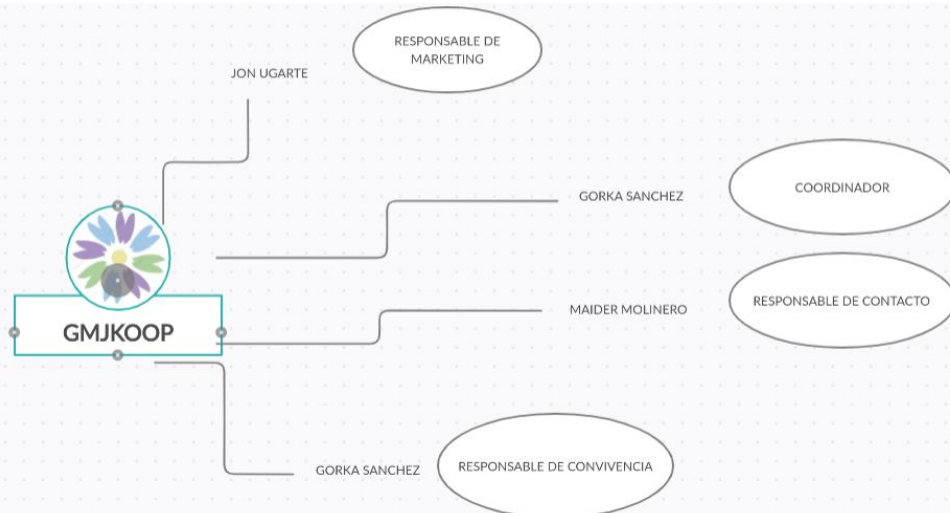 RESPONSABLE DE
MARKETING
JON UGARTE
GORKA SANCHEZ
COORDINADOR
MAIDER MOLINERO
RESPONSABLE DE CONTACTO
GMJKOOP
GORKA SANCHEZ
RESPONSABLE DE CONVIVENCIA